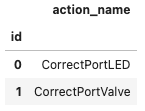 action_name
id
0 CorrectPortLED
1 CorrectPortValve